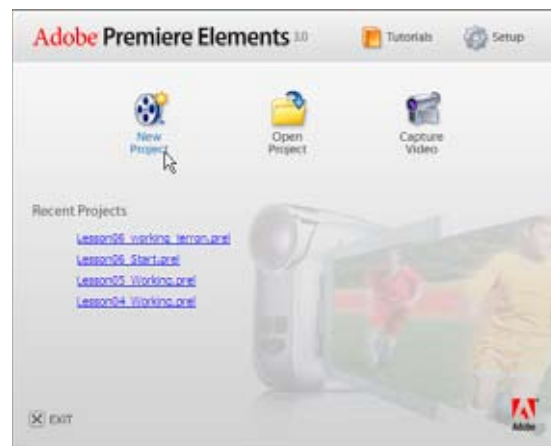 Adobe Premiere Elements 3.0
Tutorials
Setup
New Project
Open Project
Capture Video
Recent Projects
Lesson06_working_terran.prel
Lesson06_Start.prel
Lesson05_Working.prel
Lesson04_Working.prel
EXIT
Adobe